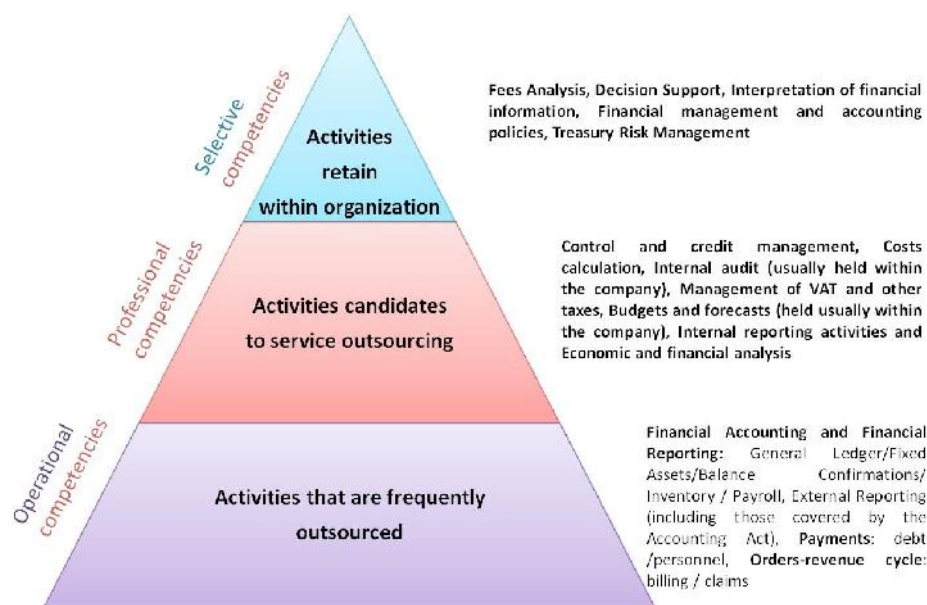 Selective
competencies
Activities
retain
within organization
Fees Analysis, Decision Support, Interpretation of financial
information, Financial management and accounting
policies, Treasury Risk Management
Professional
competencies
Activities candidates
to service outsourcing
Control and credit management, Costs
calculation, Internal audit (usually held within
the company), Management of VAT and other
taxes, Budgets and forecasts (held usually within
the company), Internal reporting activities and
Economic and financial analysis
Operational
competencies
Activities that are frequently
outsourced
Financial Accounting and Financial
Reporting: General Ledger/Fixed
Assets/Balance Confirmations/
Inventory / Payroll, External Reporting
(including those covered by the
Accounting Act), Payments: debt
/personnel, Orders-revenue cycle:
billing / claims